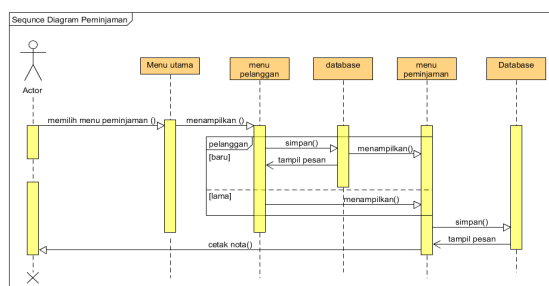 Sequnce Diagram Peminjaman
Actor
Menu utama
menu
pelanggan
database
menu
peminjaman
Database
memilih menu peminjaman ()
menampilkan ()
pelanggan
[baru]
simpan()
menampilkan()
tampil pesan
[lama]
menampilkan()
simpan()
tampil pesan
cetak nota()